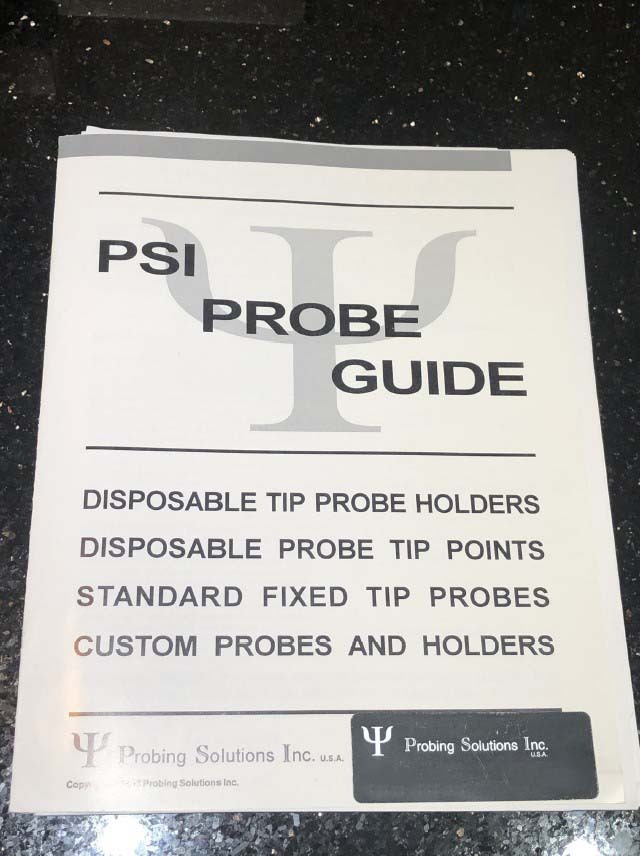 PSI
PROBE
GUIDE
DISPOSABLE TIP PROBE HOLDERS
DISPOSABLE PROBE TIP POINTS
STANDARD FIXED TIP PROBES
CUSTOM PROBES AND HOLDERS
Ψ Probing Solutions Inc. U.S.A.
Probing Solutions Inc.
Ψ Probing Solutions Inc.
U.S.A.